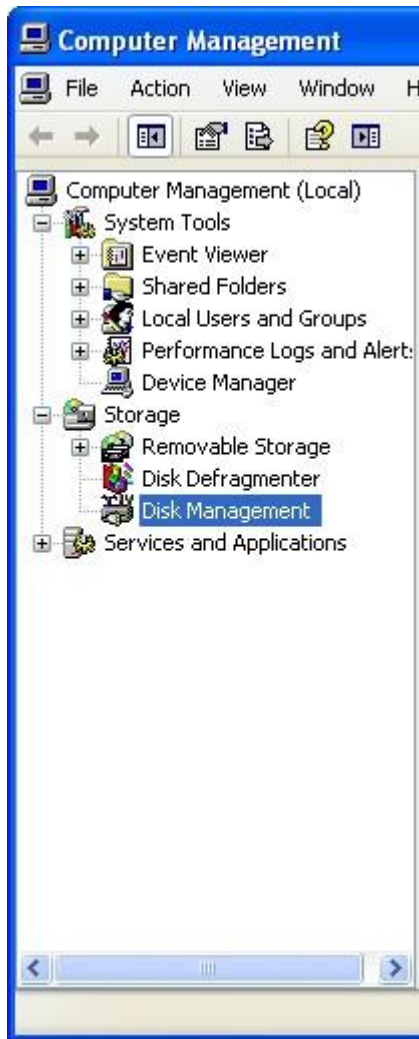 Computer Management
File Action View Window H
Computer Management (Local)
System Tools
Event Viewer
Shared Folders
Local Users and Groups
Performance Logs and Alert
Device Manager
Storage
Removable Storage
Disk Defragmenter
Disk Management
Services and Applications